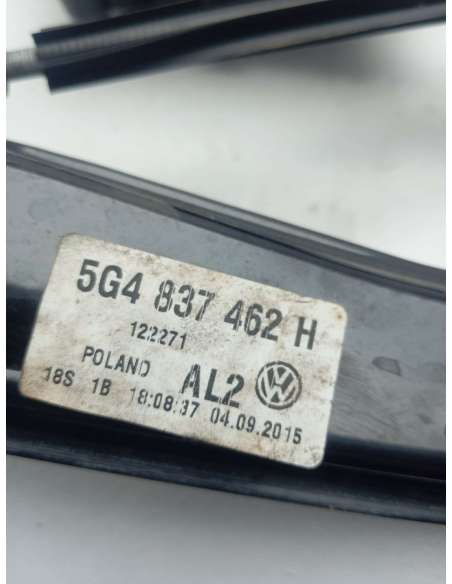 5G4 837 462 H
122271
POLAND AL2
18S 1B 18:08:37 04.09.2015